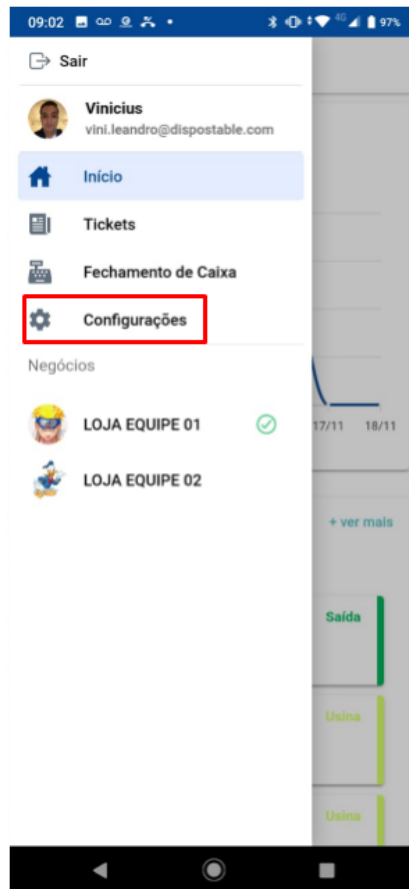 09:02 4G 97%
Sair
Vinicius
vini.leandro@dispostable.com
Início
Tickets
Fechamento de Caixa
Configurações
Negócios
LOJA EQUIPE 01
17/11 18/11
LOJA EQUIPE 02
+ ver mais
Saída
Usina
Usina